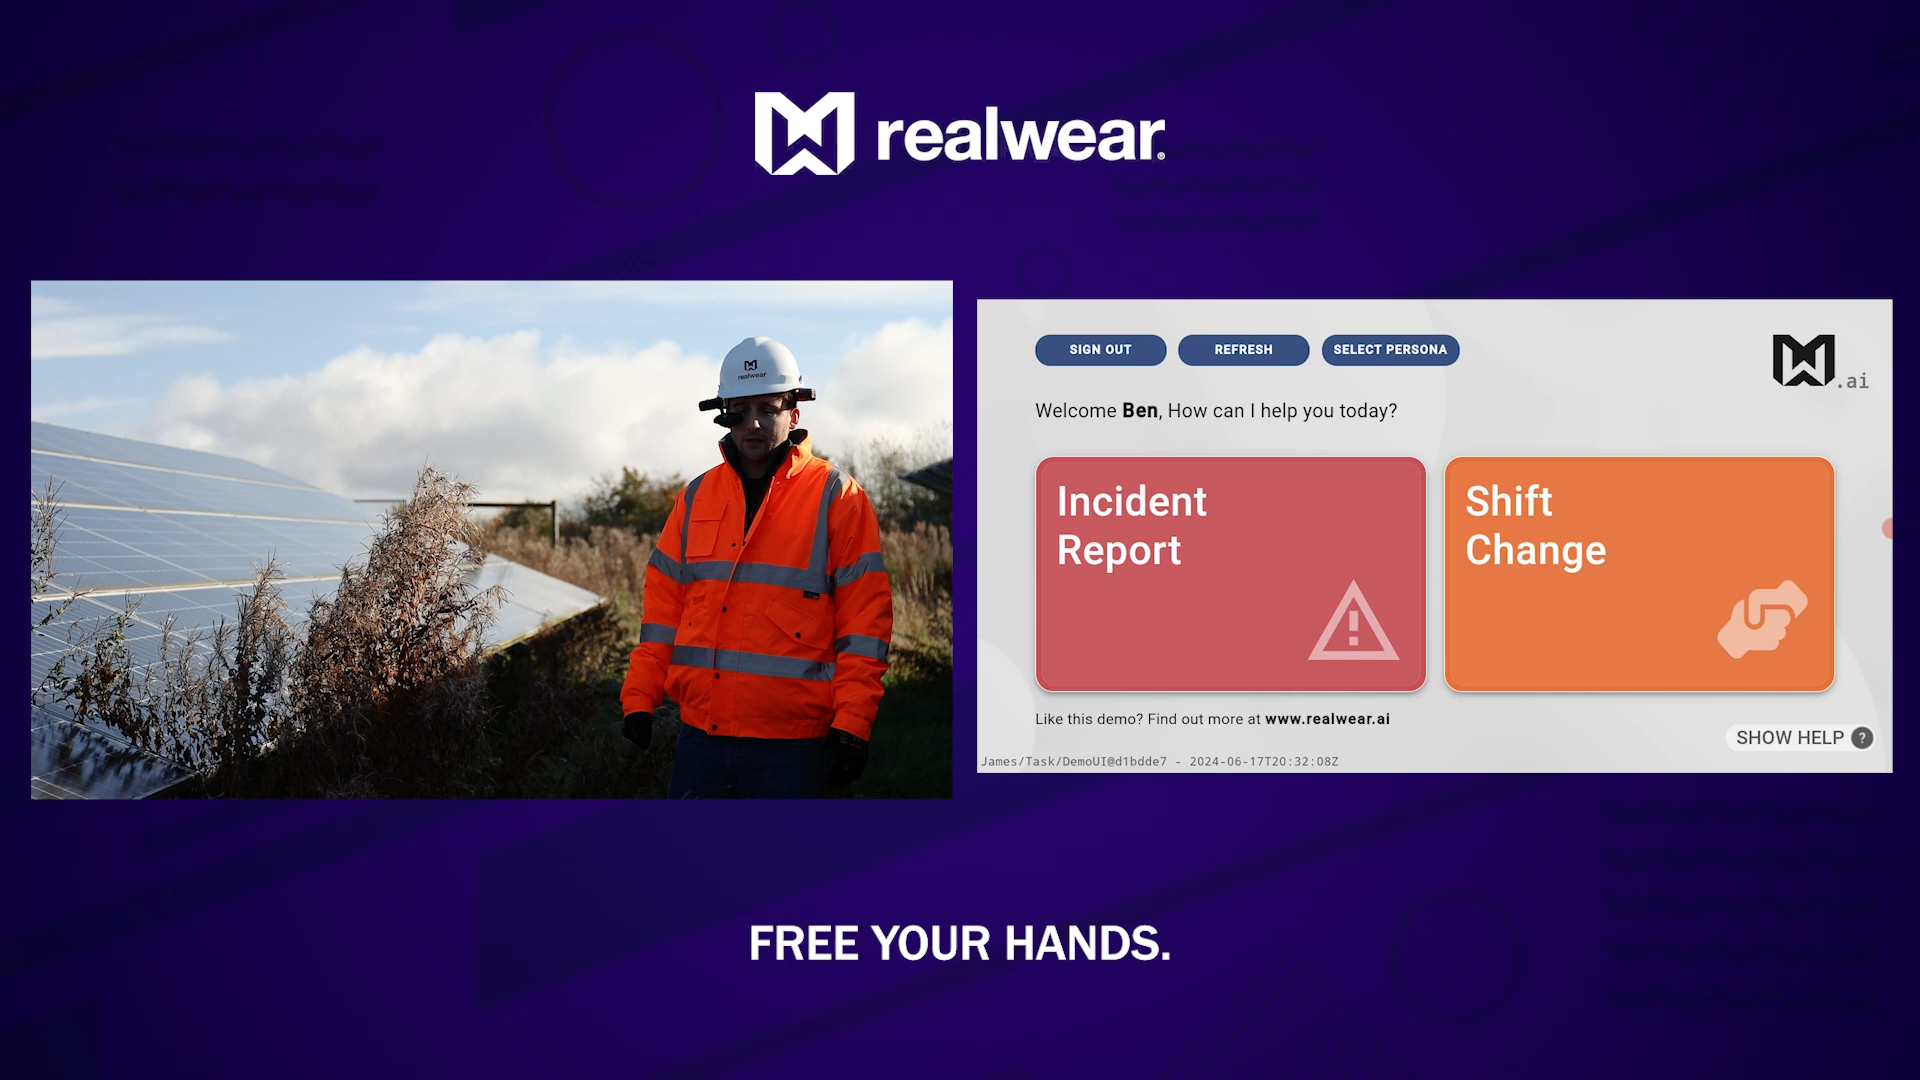 realwear
realwear
SIGN OUT
REFRESH
SELECT PERSONA
.ai
Welcome Ben, How can I help you today?
Incident
Report
Shift
Change
Like this demo? Find out more at www.realwear.ai
SHOW HELP ?
James/Task/DemoUI@d1bdde7 - 2024-06-17T20:32:08Z
FREE YOUR HANDS.